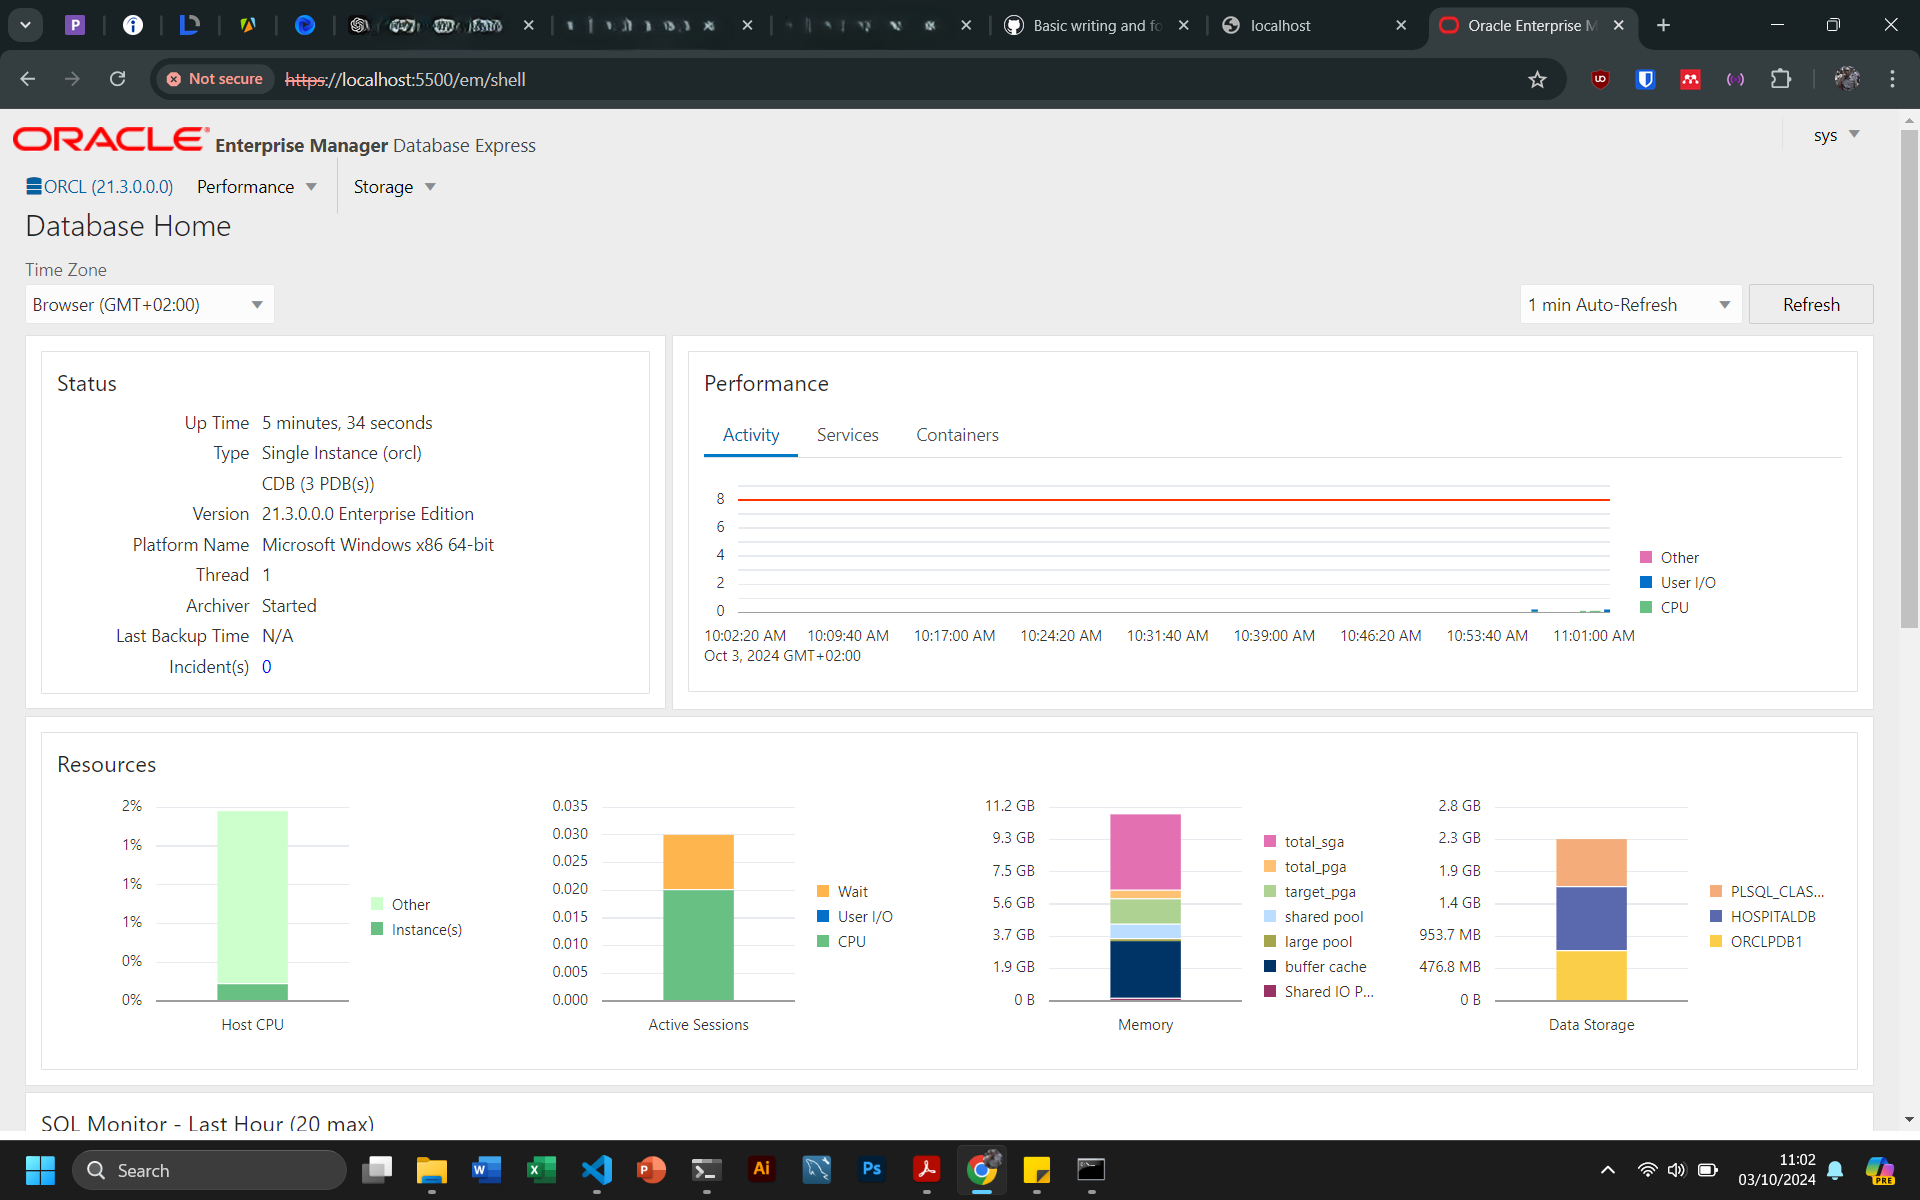 Basic writing and fo
localhost
Oracle Enterprise M
Not secure
https://localhost:5500/em/shell
ORACLE Enterprise Manager Database Express
sys
ORCL (21.3.0.0.0)
Performance
Storage
Database Home
Time Zone
Browser (GMT+02:00)
1 min Auto-Refresh
Refresh
Status
Up Time 5 minutes, 34 seconds
Type Single Instance (orcl)
CDB (3 PDB(s))
Version 21.3.0.0.0 Enterprise Edition
Platform Name Microsoft Windows x86 64-bit
Thread 1
Archiver Started
Last Backup Time N/A
Incident(s) 0
Performance
Activity
Services
Containers
8
6
4
2
0
10:02:20 AM 10:09:40 AM 10:17:00 AM 10:24:20 AM 10:31:40 AM 10:39:00 AM 10:46:20 AM 10:53:40 AM 11:01:00 AM
Oct 3, 2024 GMT+02:00
Other
User I/O
CPU
Resources
2%
1%
1%
1%
0%
0%
Host CPU
Other
Instance(s)
0.035
0.030
0.025
0.020
0.015
0.010
0.005
0.000
Active Sessions
Wait
User I/O
CPU
11.2 GB
9.3 GB
7.5 GB
5.6 GB
3.7 GB
1.9 GB
0 B
Memory
total_sga
total_pga
target_pga
shared pool
large pool
buffer cache
Shared IO P...
2.8 GB
2.3 GB
1.9 GB
1.4 GB
953.7 MB
476.8 MB
0 B
Data Storage
PLSQL_CLAS...
HOSPITALDB
ORCLPDB1
SQL Monitor - Last Hour (20 max)
Search
Ai
Ps
PRE
11:02
03/10/2024